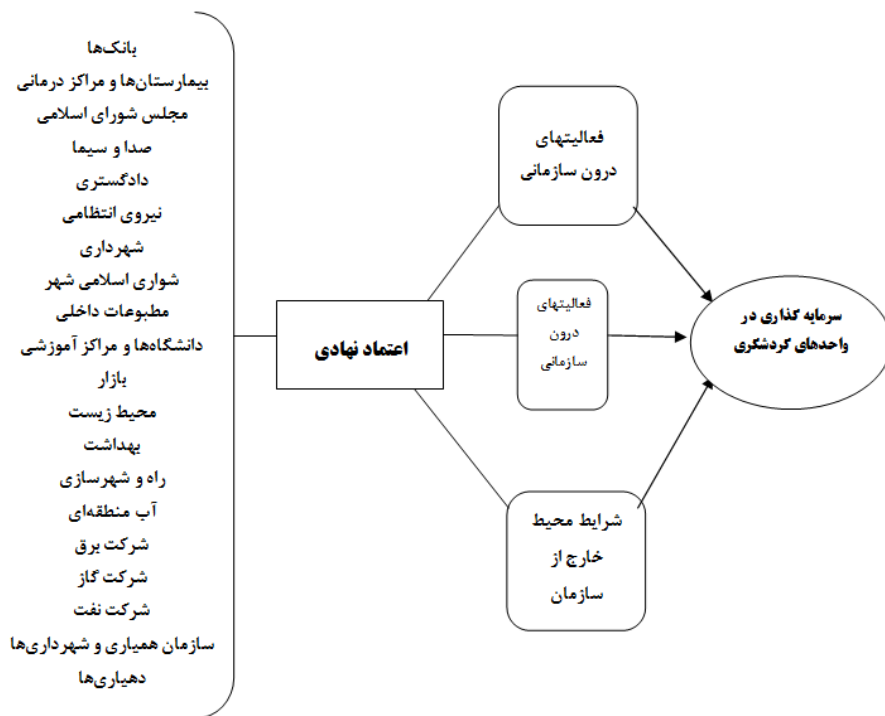 بانک‌ها
بیمارستان‌ها و مراکز درمانی
مجلس شورای اسلامی
صدا و سیما
دادگستری
نیروی انتظامی
شهرداری
شواری اسلامی شهر
مطبوعات داخلی
دانشگاه‌ها و مراکز آموزشی
بازار
محیط زیست
بهداشت
راه و شهرسازی
آب منطقه‌ای
شرکت برق
شرکت گاز
شرکت نفت
سازمان همیاری و شهرداری‌ها
دهیاری‌ها
اعتماد نهادی
فعالیتهای
درون سازمانی
فعالیتهای
درون
سازمانی
شرایط محیط
خارج از
سازمان
سرمایه گذاری در
واحدهای گردشگری